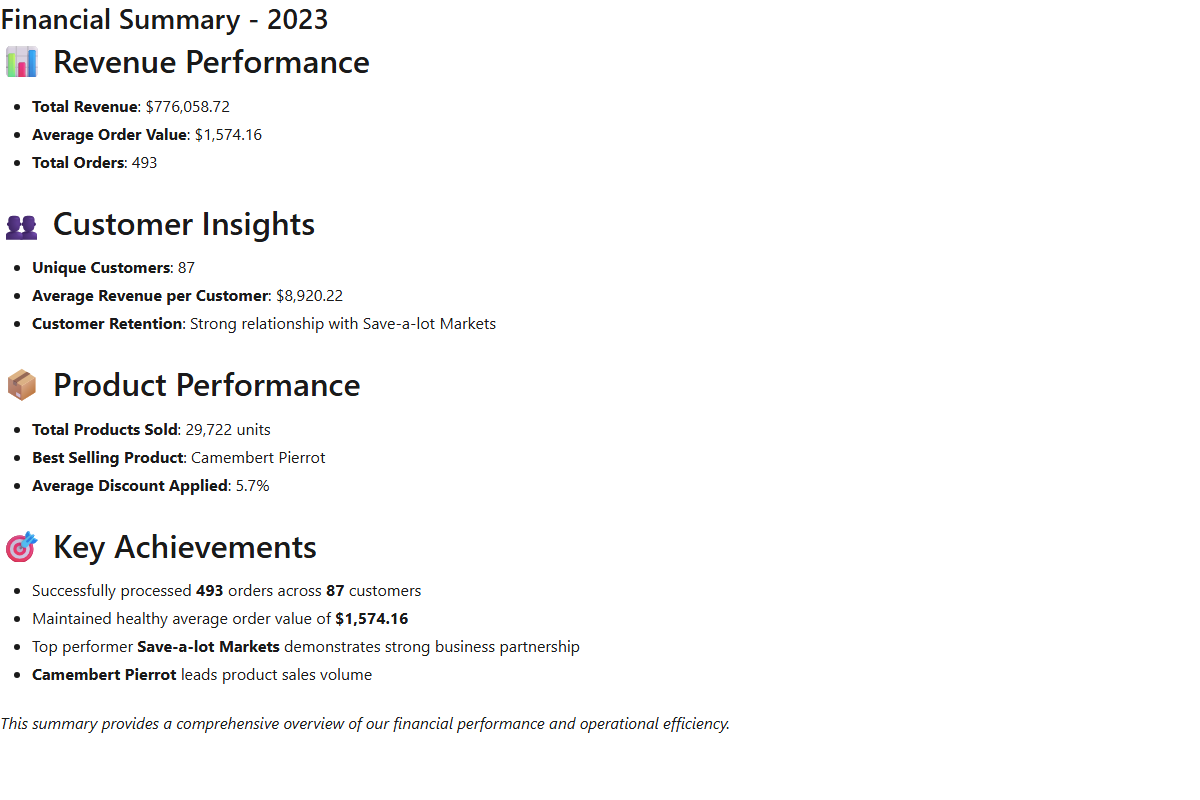 Financial Summary - 2023
Revenue Performance
Total Revenue: $776,058.72
Average Order Value: $1,574.16
Total Orders: 493
Customer Insights
Unique Customers: 87
Average Revenue per Customer: $8,920.22
Customer Retention: Strong relationship with Save-a-lot Markets
Product Performance
Total Products Sold: 29,722 units
Best Selling Product: Camembert Pierrot
Average Discount Applied: 5.7%
Key Achievements
Successfully processed 493 orders across 87 customers
Maintained healthy average order value of $1,574.16
Top performer Save-a-lot Markets demonstrates strong business partnership
Camembert Pierrot leads product sales volume
This summary provides a comprehensive overview of our financial performance and operational efficiency.